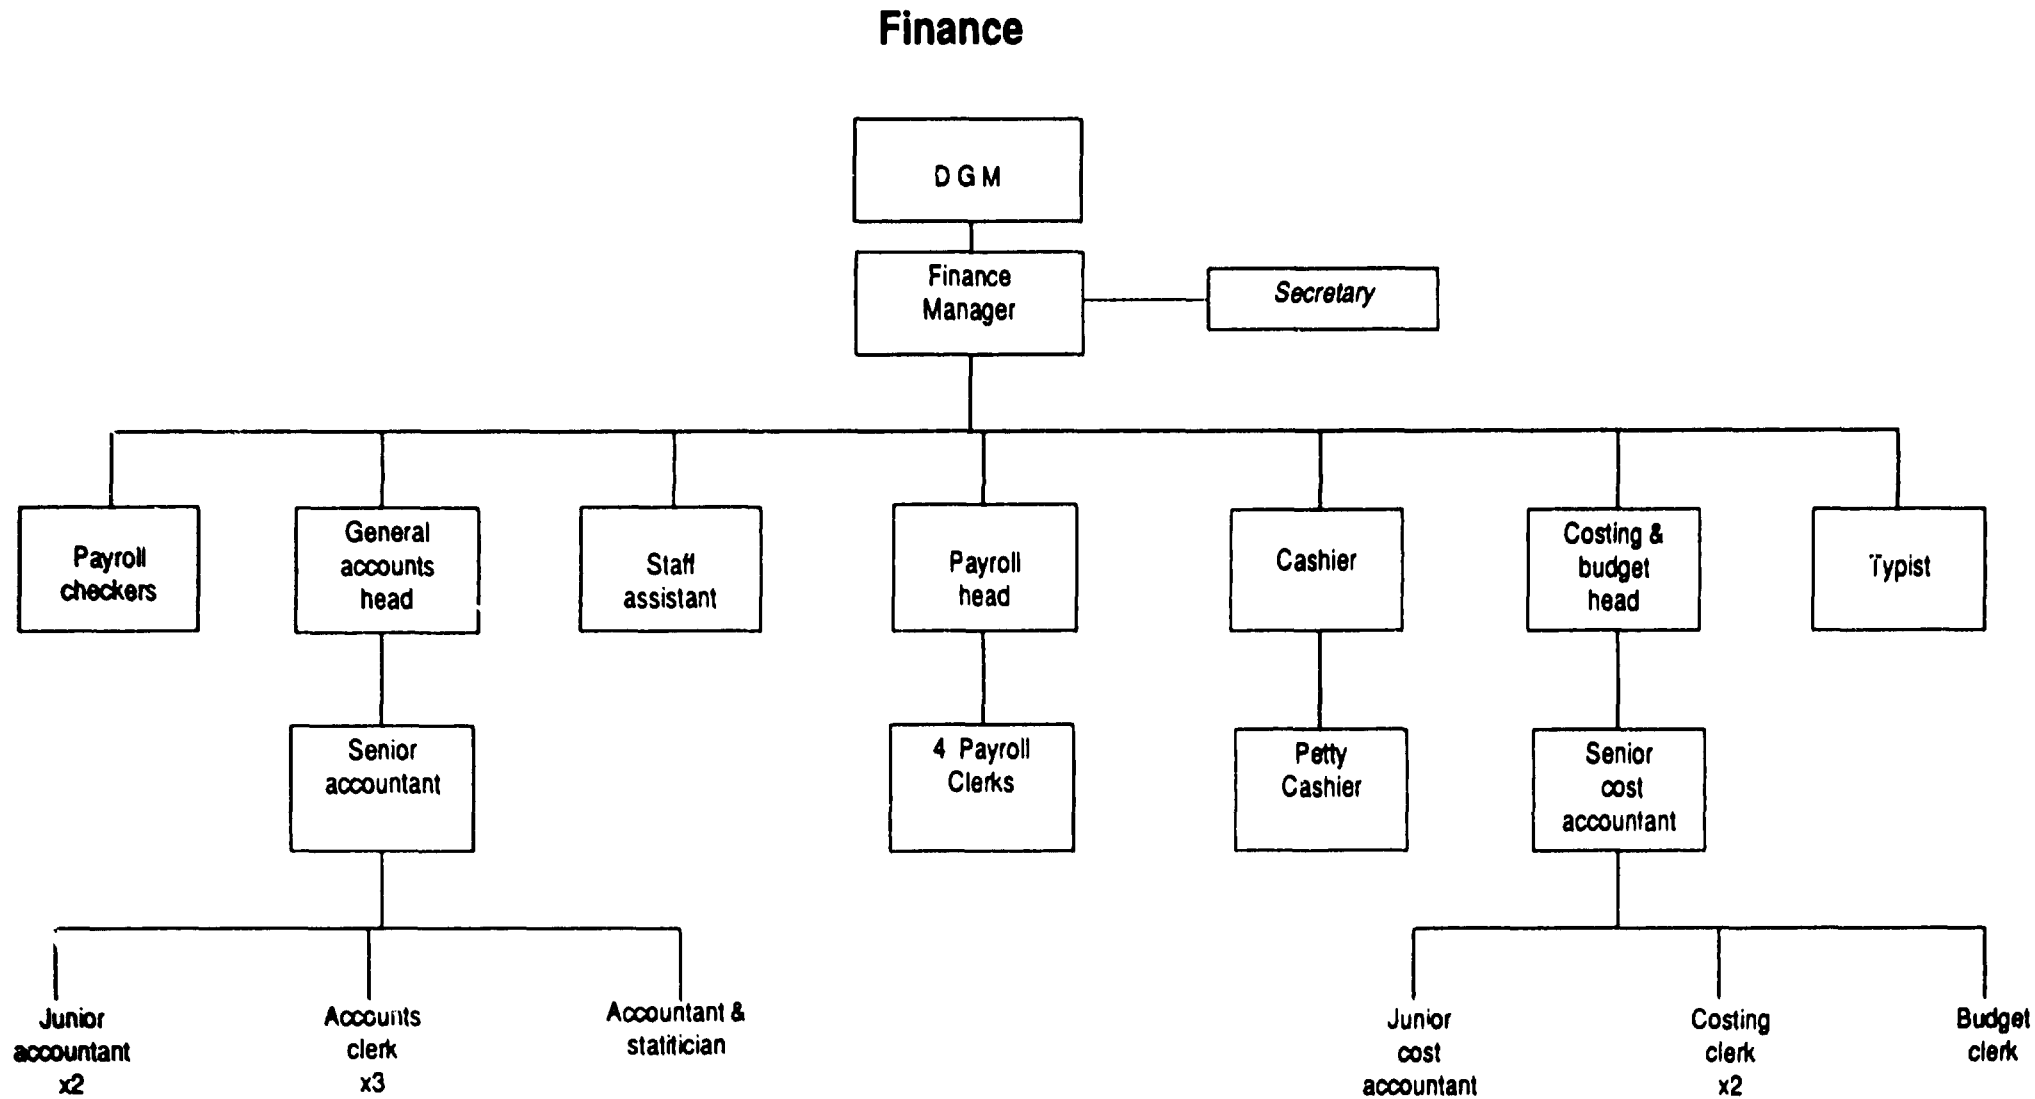 Finance
D G M
Finance
Manager
Secretary
Payroll
checkers
General
accounts
head
Staff
assistant
Payroll
head
Cashier
Costing &
budget
head
Typist
Senior
accountant
4 Payroll
Clerks
Petty
Cashier
Senior
cost
accountant
Junior
accountant
x2
Accounts
clerk
x3
Accountant &
statitician
Junior
cost
accountant
Costing
clerk
x2
Budget
clerk